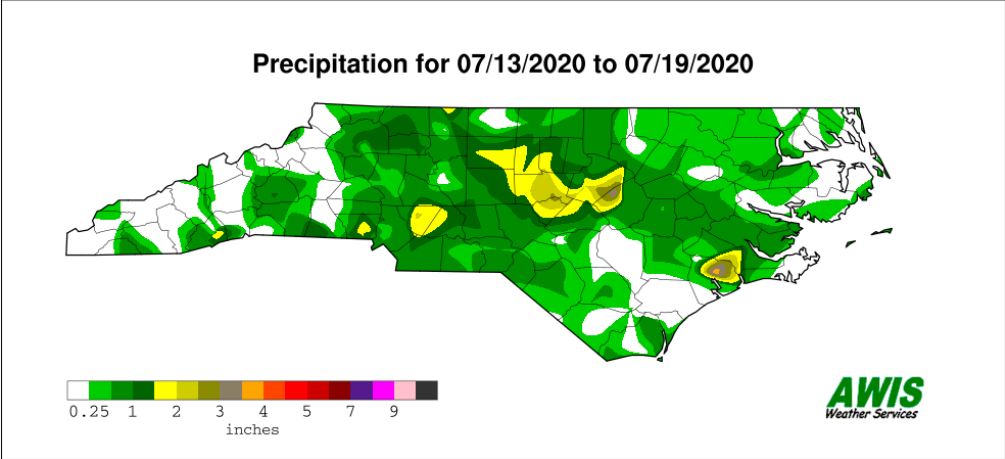 Precipitation for 07/13/2020 to 07/19/2020
0.25 1 2 3 4 5 7 9
inches
AWIS
Weather Services